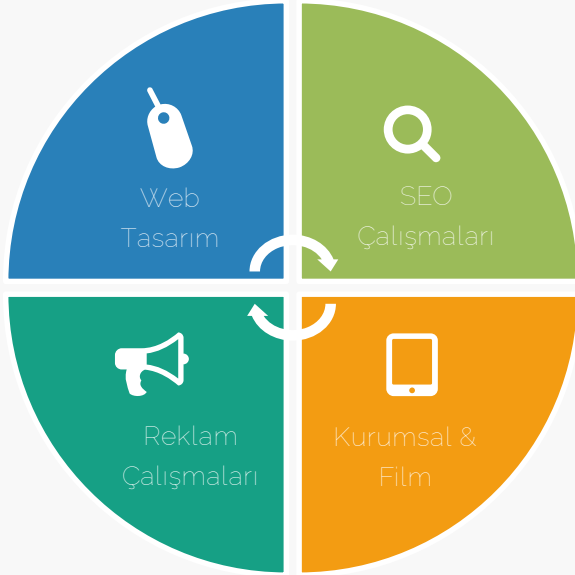 Web
Tasarım
SEO
Çalışmaları
Reklam
Çalışmaları
Kurumsal &
Film